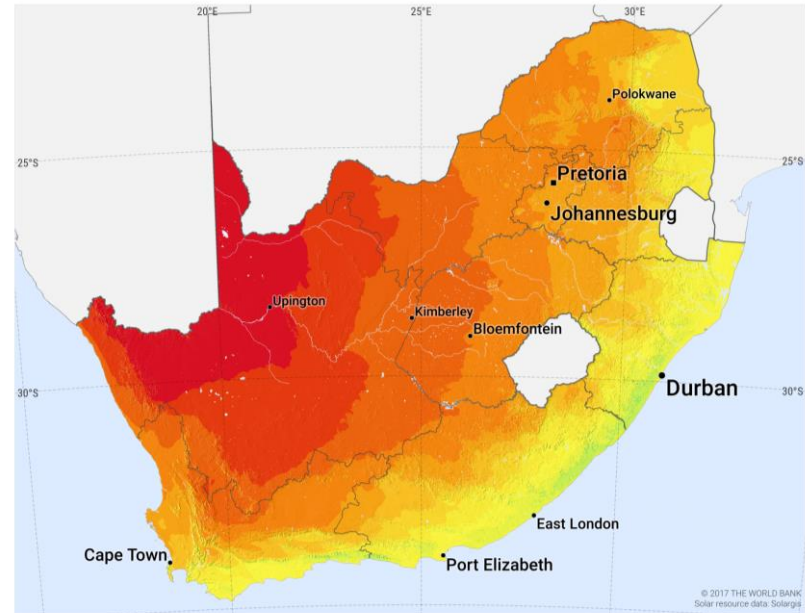 20°E
25°E
30°E
Polokwane
25°S
25°S
Pretoria
Johannesburg
Upington
Kimberley
Bloemfontein
30°S
30°S
Durban
East London
Cape Town
Port Elizabeth
© 2017 THE WORLD BANK
Solar resource data: Solargis